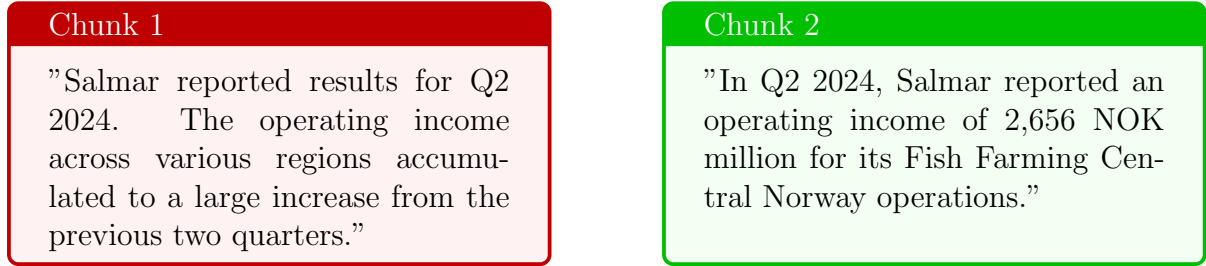 Chunk 1
”Salmar reported results for Q2
2024. The operating income
across various regions accumu-
lated to a large increase from the
previous two quarters.”
Chunk 2
”In Q2 2024, Salmar reported an
operating income of 2,656 NOK
million for its Fish Farming Cen-
tral Norway operations.”